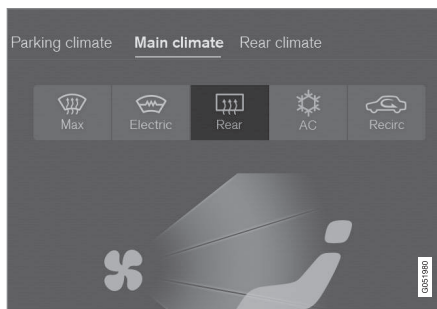 Parking climate Main climate Rear climate
Max Electric Rear AC Recirc
G051980